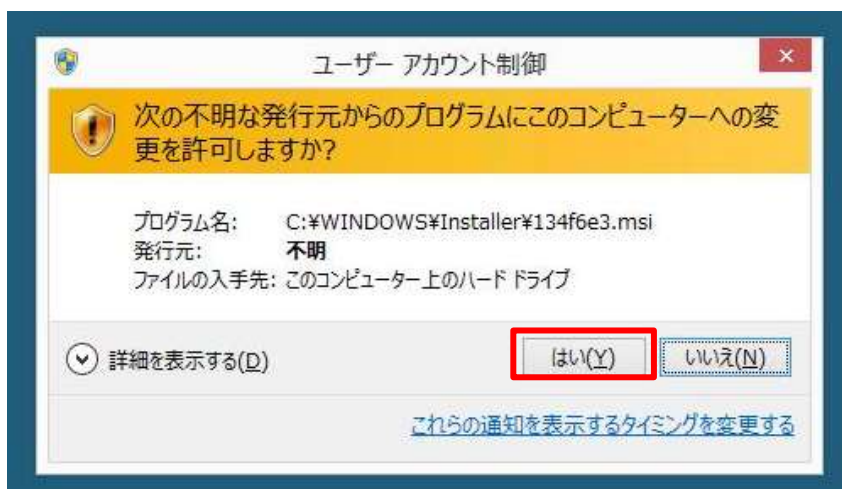 ユーザー アカウント制御
次の不明な発行元からのプログラムにこのコンピューターへの変
更を許可しますか?
プログラム名: C:¥WINDOWS¥Installer¥134f6e3.msi
発行元: 不明
ファイルの入手先: このコンピューター上のハード ドライブ
詳細を表示する(D) はい(Y) いいえ(N)
これらの通知を表示するタイミングを変更する